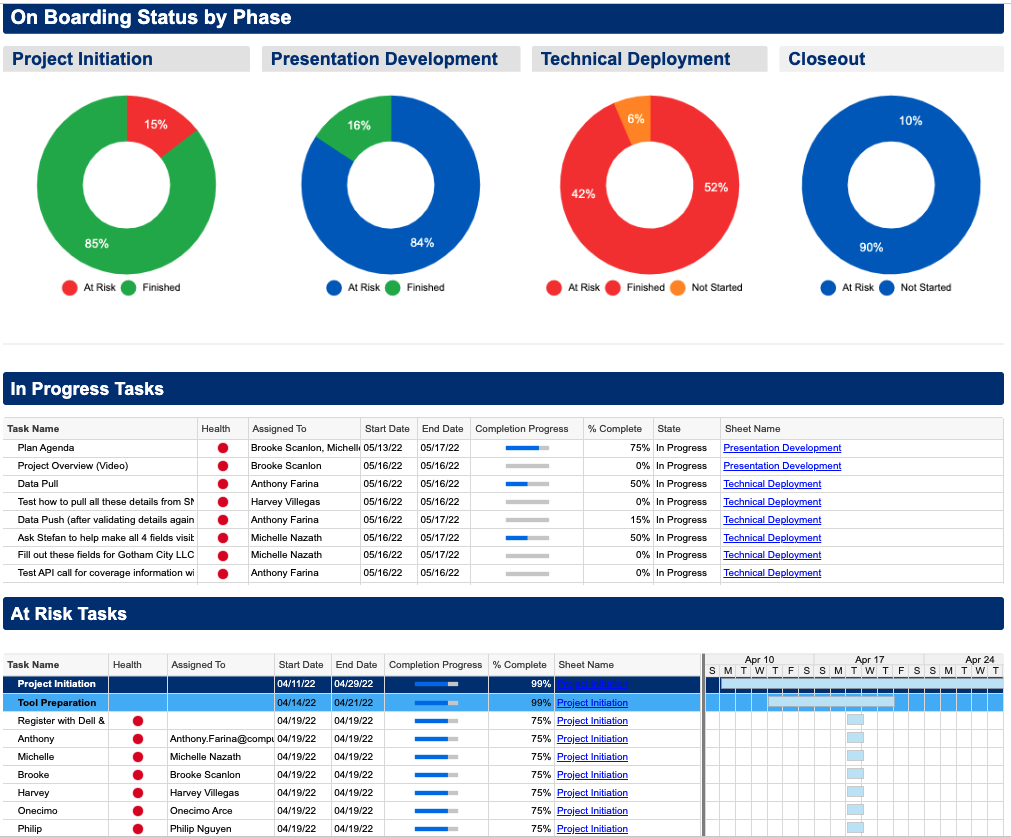 On Boarding Status by Phase
Project Initiation Presentation Development Technical Deployment Closeout
15% 85% At Risk Finished
16% 84% At Risk Finished
6% 42% 52% At Risk Finished Not Started
10% 90% At Risk Not Started
In Progress Tasks
Task Name Health Assigned To Start Date End Date Completion Progress % Complete State Sheet Name
Plan Agenda Brooke Scanlon, Michelle 05/13/22 05/17/22 75% In Progress Presentation Development
Project Overview (Video) Brooke Scanlon 05/16/22 05/16/22 0% In Progress Presentation Development
Data Pull Anthony Farina 05/16/22 05/16/22 50% In Progress Technical Deployment
Test how to pull all these details from SN Harvey Villegas 05/16/22 05/16/22 0% In Progress Technical Deployment
Data Push (after validating details again Anthony Farina 05/16/22 05/17/22 15% In Progress Technical Deployment
Ask Stefan to help make all 4 fields visib Michelle Nazath 05/16/22 05/17/22 50% In Progress Technical Deployment
Fill out these fields for Gotham City LLC Michelle Nazath 05/16/22 05/17/22 0% In Progress Technical Deployment
Test API call for coverage information wi Anthony Farina 05/16/22 05/16/22 0% In Progress Technical Deployment
At Risk Tasks
Task Name Health Assigned To Start Date End Date Completion Progress % Complete Sheet Name
Apr 10 Apr 17 Apr 24
S M T W T F S S M T W T F S S M T W T
Project Initiation 04/11/22 04/29/22 99% Project Initiation
Tool Preparation 04/14/22 04/21/22 99% Project Initiation
Register with Dell & 04/19/22 04/19/22 75% Project Initiation
Anthony Anthony.Farina@compu 04/19/22 04/19/22 75% Project Initiation
Michelle Michelle Nazath 04/19/22 04/19/22 75% Project Initiation
Brooke Brooke Scanlon 04/19/22 04/19/22 75% Project Initiation
Harvey Harvey Villegas 04/19/22 04/19/22 75% Project Initiation
Onecimo Onecimo Arce 04/19/22 04/19/22 75% Project Initiation
Philip Philip Nguyen 04/19/22 04/19/22 75% Project Initiation